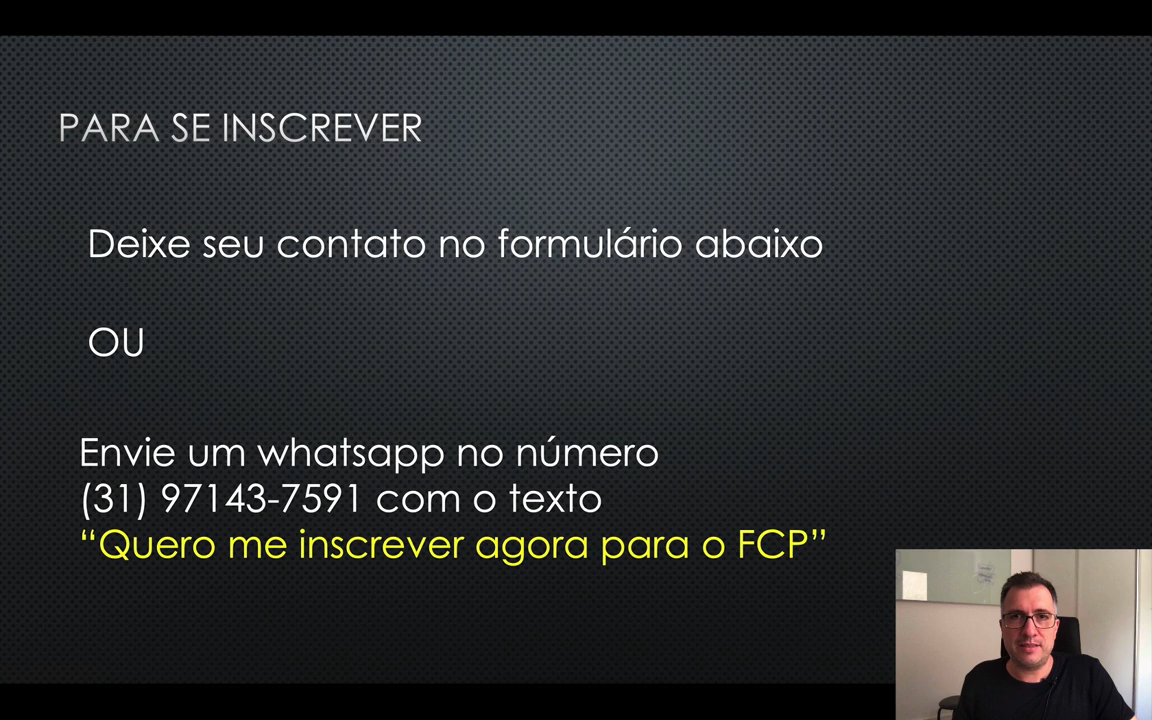 PARA SE INSCREVER
Deixe seu contato no formulário abaixo
OU
Envie um whatsapp no número
(31) 97143-7591 com o texto
“Quero me inscrever agora para o FCP”